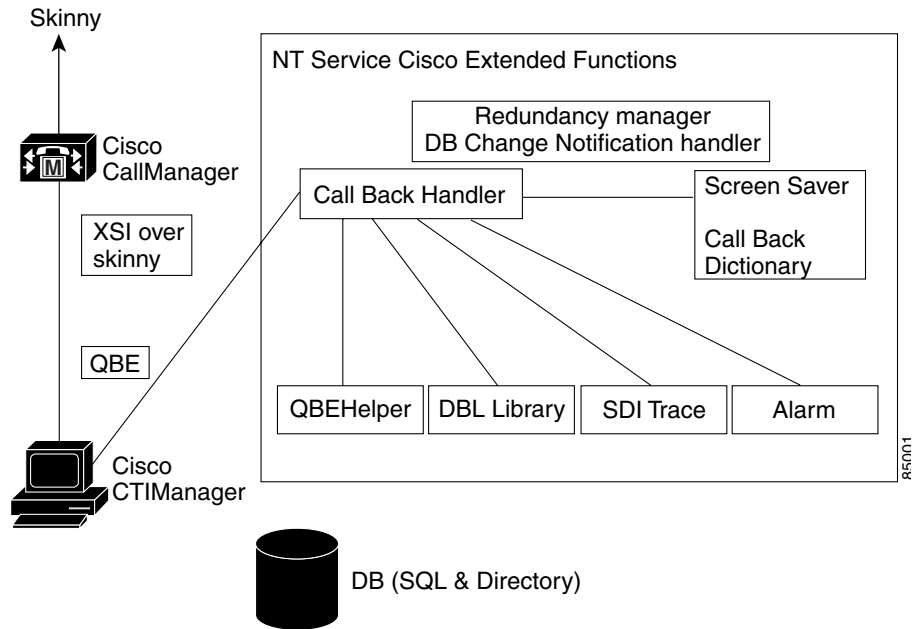 Skinny
NT Service Cisco Extended Functions
Redundancy manager
DB Change Notification handler
Cisco
CallManager
M
Call Back Handler
Screen Saver
Call Back
Dictionary
XSI over
skinny
QBE
QBEHelper
DBL Library
SDI Trace
Alarm
Cisco
CTIManager
85001
DB (SQL & Directory)